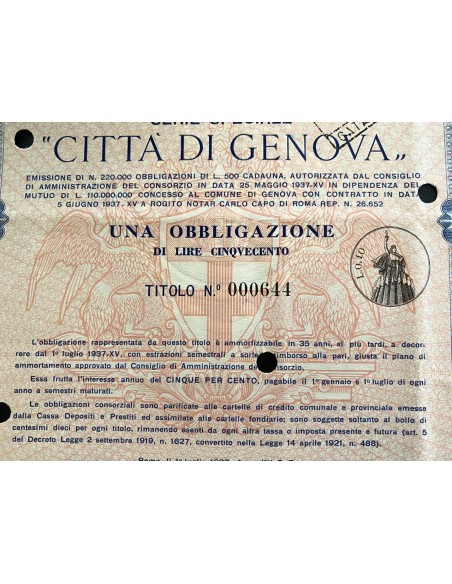 SERIE SPECIALE
"CITTÀ DI GENOVA„
EMISSIONE DI N. 220.000 OBBLIGAZIONI DI L. 500 CADAUNA, AUTORIZZATA DAL CONSIGLIO
DI AMMINISTRAZIONE DEL CONSORZIO IN DATA 25 MAGGIO 1937-XV IN DIPENDENZA DEL
MUTUO DI L. 110.000.000 CONCESSO AL COMUNE DI GENOVA CON CONTRATTO IN DATA
5 GIUGNO 1937-XV A ROGITO NOTAR CARLO CAPO DI ROMA REP. N. 26.652
UNA OBBLIGAZIONE
DI LIRE CINQVECENTO
TITOLO N.° 000644
L'obbligazione rappresentata da questo titolo è ammortizzabile in 35 anni, al più tardi, a decor-
rere dal 1° luglio 1937-XV, con estrazioni semestrali a sorte rimborso alla pari, giusta il piano di
ammortamento approvato dal Consiglio di Amministrazione del Consorzio.
Essa frutta l'interesse annuo del CINQUE PER CENTO, pagabile il 1° gennaio e 1° luglio di ogni
anno a semestri maturati.
Le obbligazioni consorziali sono parificate alle cartelle di credito comunale e provinciale emesse
dalla Cassa Depositi e Prestiti ed assimilate alle cartelle fondiarie; sono soggette soltanto al bollo di
centesimi dieci per ogni titolo, rimanendo esenti da ogni altra tassa o imposta presente e futura (art. 5
del Decreto Legge 2 settembre 1919, n. 1627, convertito nella Legge 14 aprile 1921, n. 488).